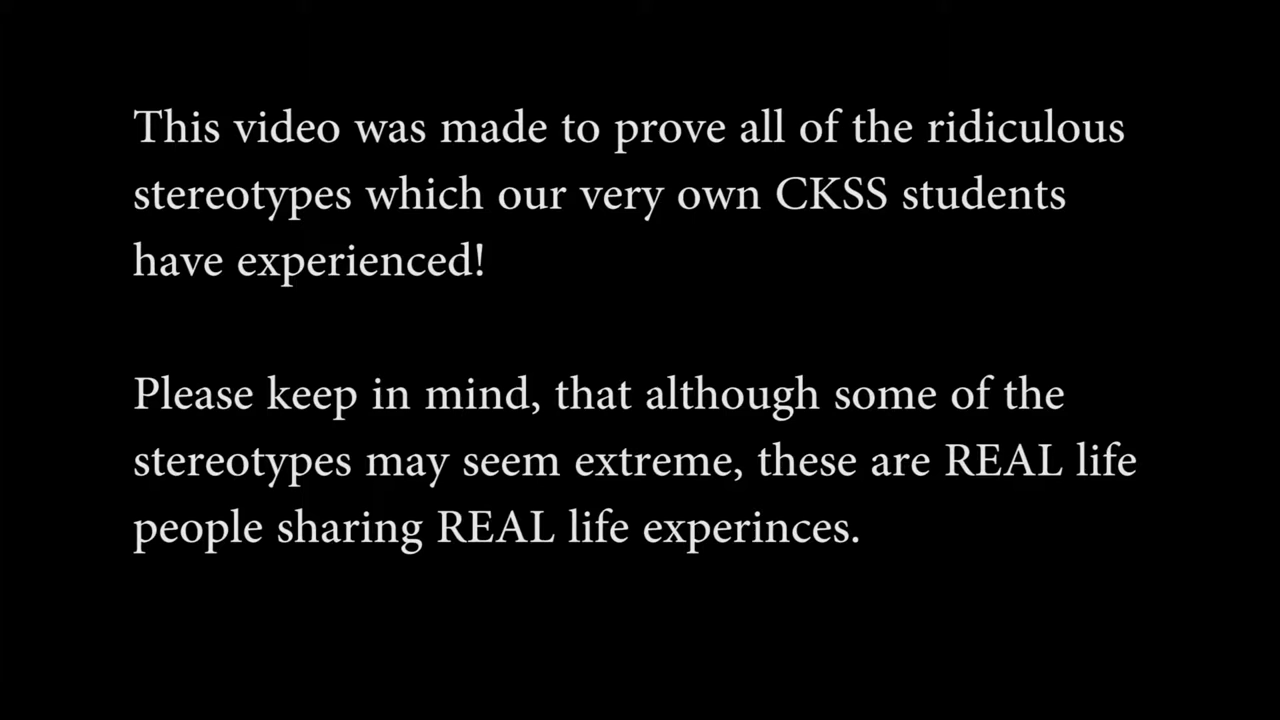 This video was made to prove all of the ridiculous
stereotypes which our very own CKSS students
have experienced!
Please keep in mind, that although some of the
stereotypes may seem extreme, these are REAL life
people sharing REAL life experinces.